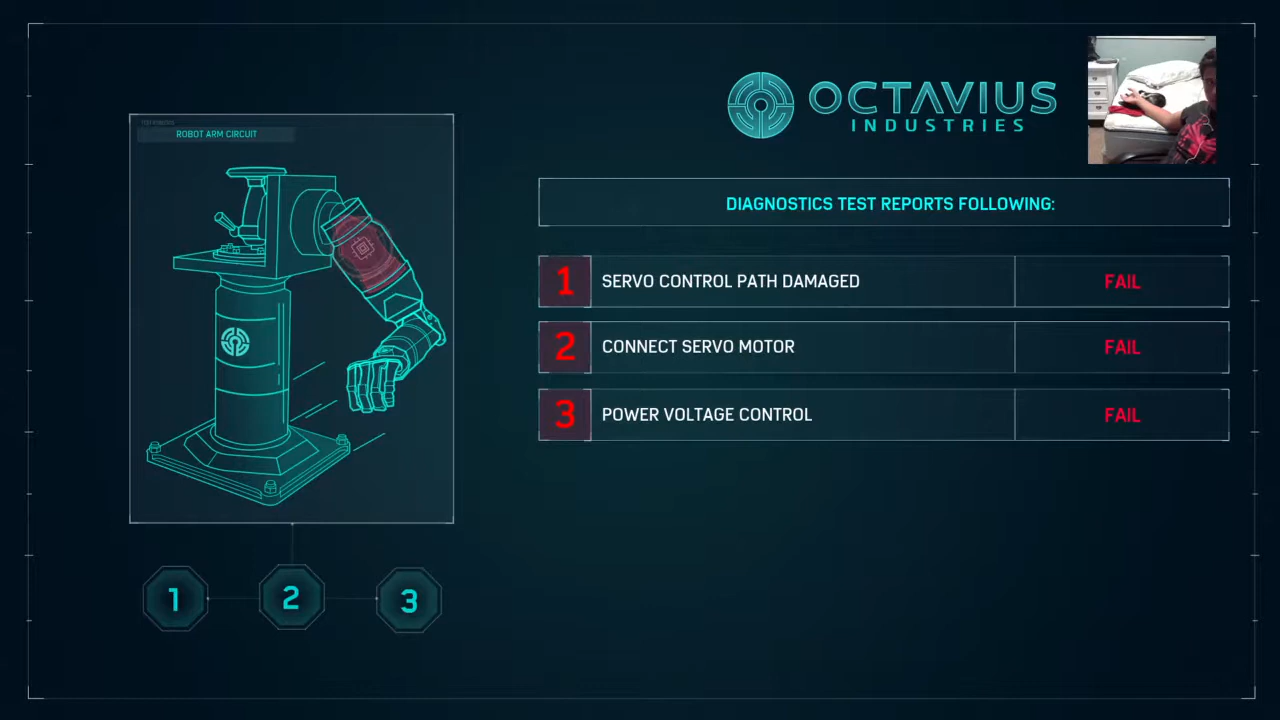 ROBOT ARM CIRCUIT
OCTAVIUS
INDUSTRIES
DIAGNOSTICS TEST REPORTS FOLLOWING:
1 SERVO CONTROL PATH DAMAGED FAIL
2 CONNECT SERVO MOTOR FAIL
3 POWER VOLTAGE CONTROL FAIL
1 2 3